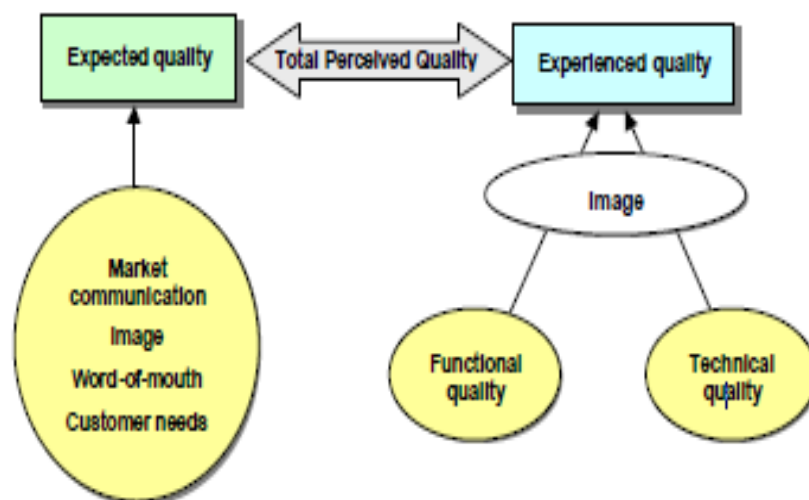 Expected quality
Total Perceived Quality
Experienced quality
Image
Market
communication
Image
Word-of-mouth
Customer needs
Functional
quality
Technical
quality